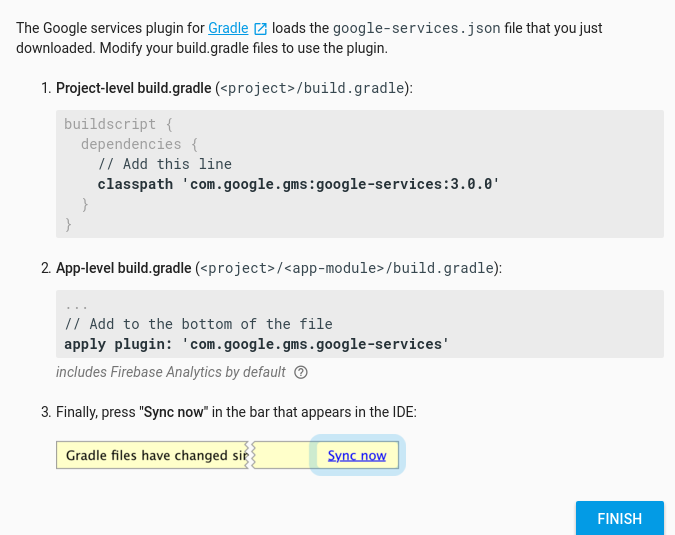 The Google services plugin for Gradle loads the google-services.json file that you just
downloaded. Modify your build.gradle files to use the plugin.
1. Project-level build.gradle (<project>/build.gradle):
buildscript {
dependencies {
// Add this line
classpath 'com.google.gms:google-services:3.0.0'
}
}
2. App-level build.gradle (<project>/<app-module>/build.gradle):
...
// Add to the bottom of the file
apply plugin: 'com.google.gms.google-services'
includes Firebase Analytics by default ?
3. Finally, press "Sync now" in the bar that appears in the IDE:
Gradle files have changed sin Sync now
FINISH